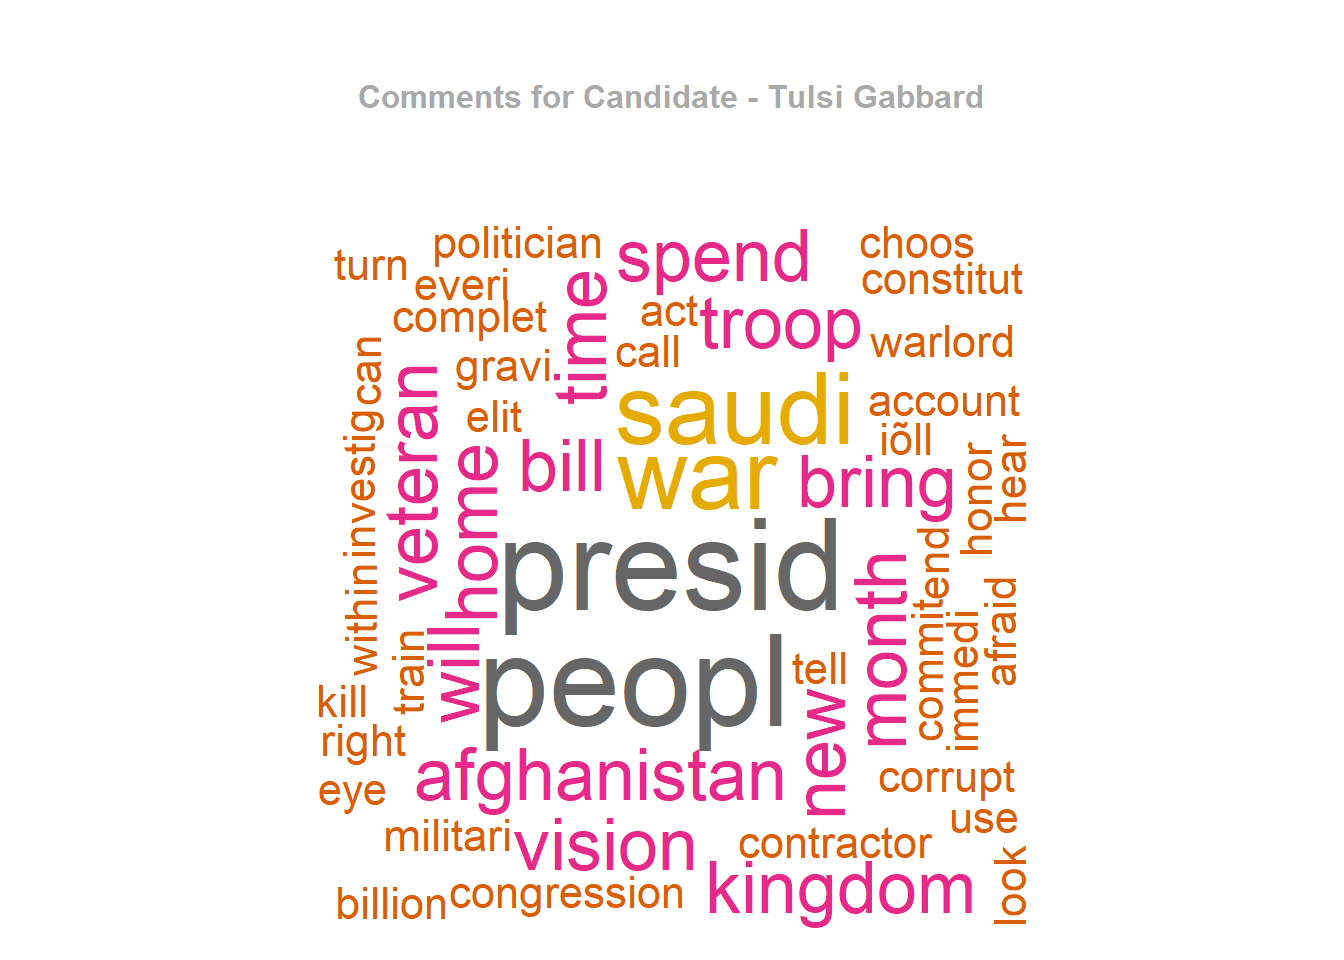 Comments for Candidate - Tulsi Gabbard
politician
spend
choos
turn
everi
time
constitut
complet
act
troop
warlord
can
gravi
call
veteran
elit
saudi
account
investig
home
bill
war
iõll
bring
honor
hear
presid
month
end
within
will
train
peopl
tell
new
commit
immedi
afraid
kill
right
eye
afghanistan
corrupt
use
militari
vision
contractor
look
billion
congression
kingdom